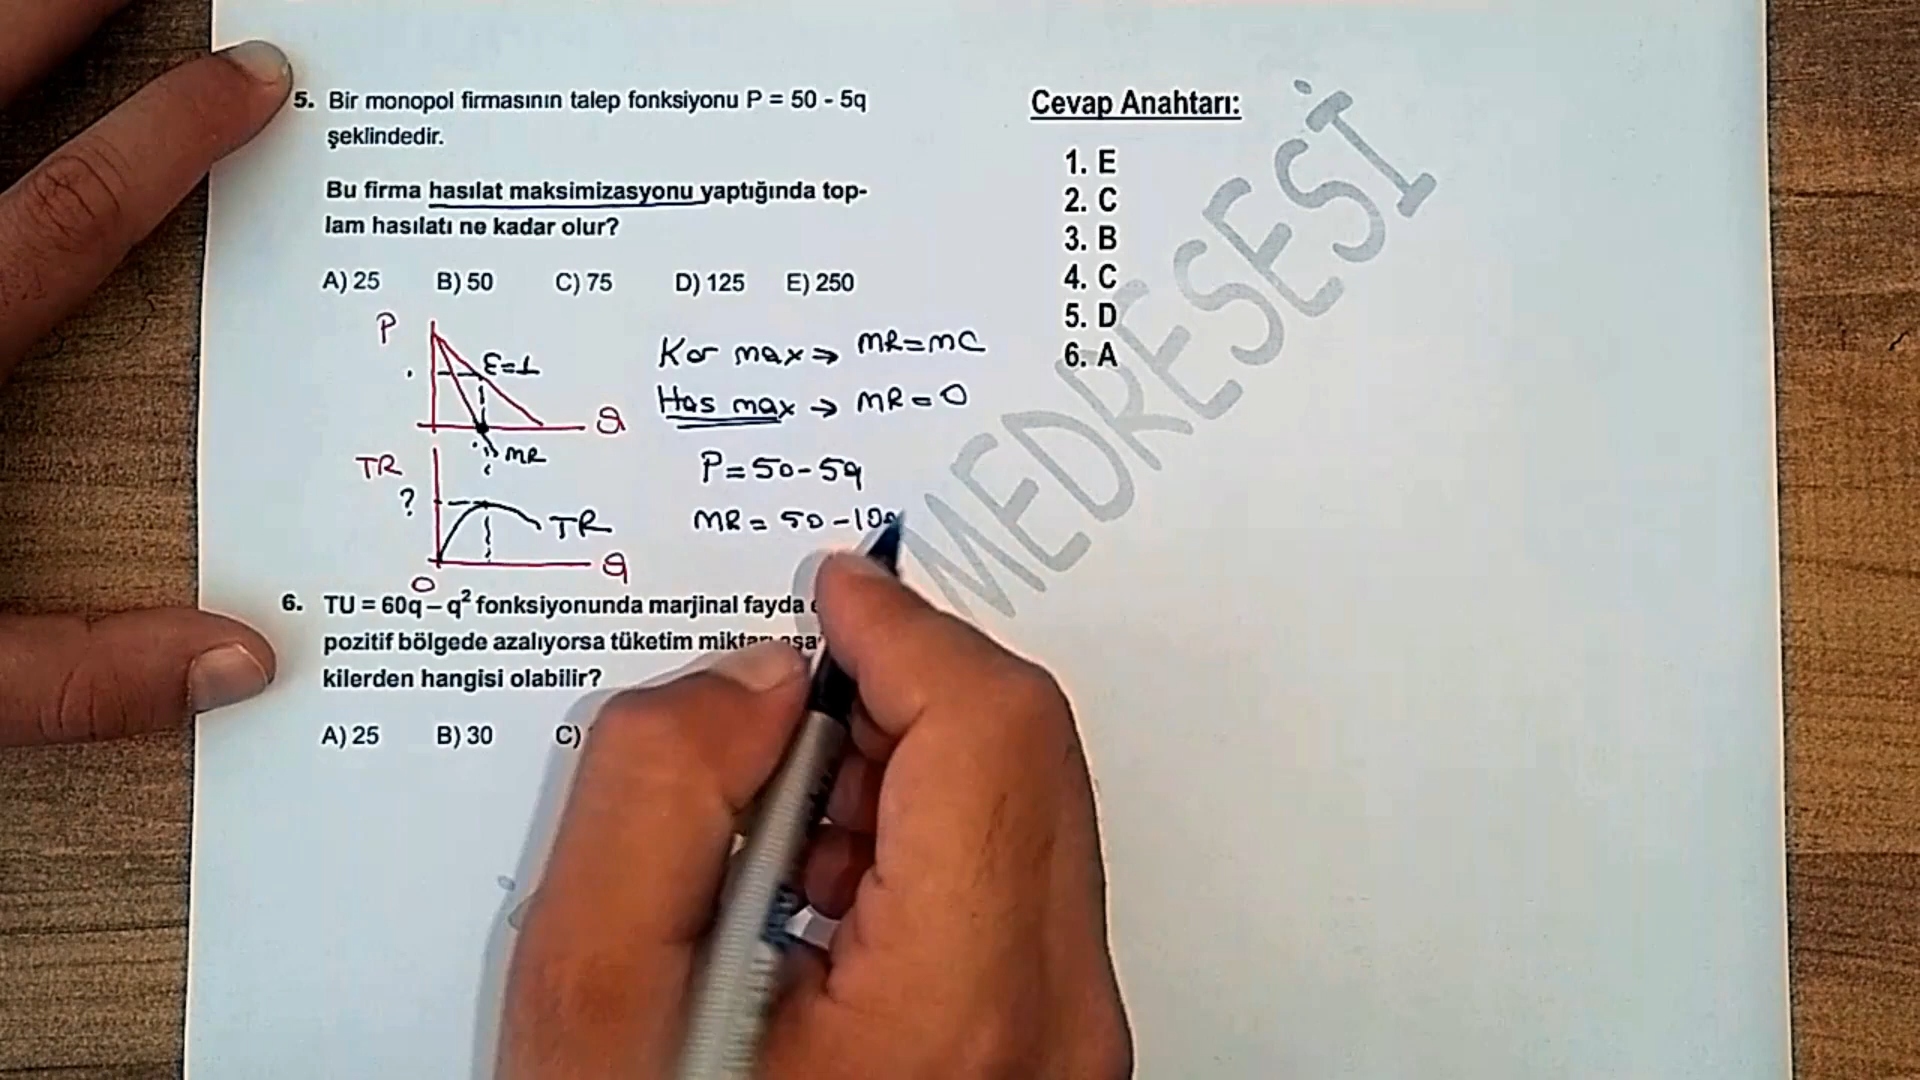 5. Bir monopol firmasının talep fonksiyonu P = 50 - 5q
şeklindedir.
Bu firma hasılat maksimizasyonu yaptığında top-
lam hasılatı ne kadar olur?
A) 25 B) 50 C) 75 D) 125 E) 250
P
ε=1
Q
MR
TR
?
TR
Q
O
Kar max → MR=MC
Has max → MR=0
P=50-5q
MR = 50-10q
6. TU = 60q – q² fonksiyonunda marjinal fayda
pozitif bölgede azalıyorsa tüketim
kilerden hangisi olabilir?
A) 25 B) 30 C)
Cevap Anahtarı:
1. E
2. C
3. B
4. C
5. D
6. A
MEDRESESİ